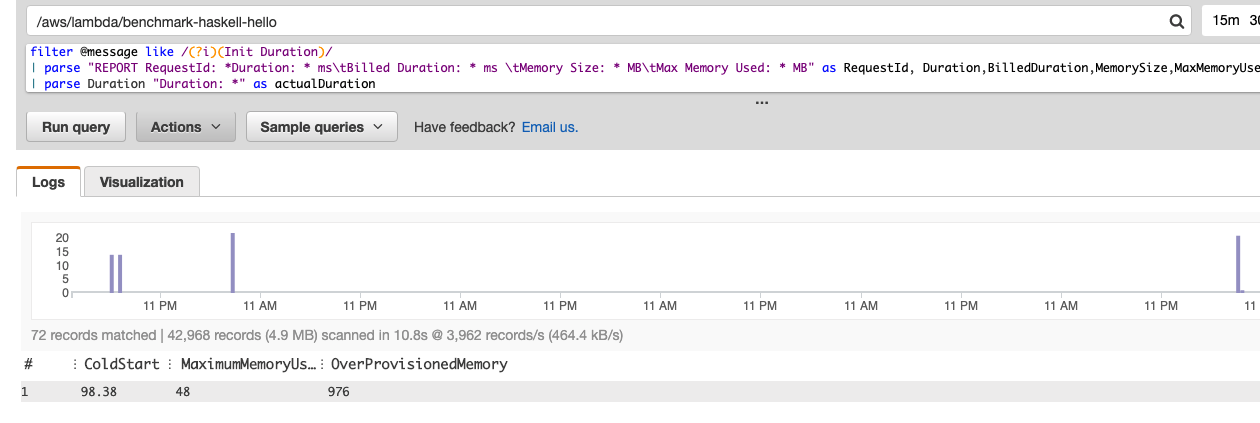 /aws/lambda/benchmark-haskell-hello
15m 30
filter @message like /(?i)(Init Duration)/
| parse "REPORT RequestId: *Duration: * ms\tBilled Duration: * ms \tMemory Size: * MB\tMax Memory Used: * MB" as RequestId, Duration,BilledDuration,MemorySize,MaxMemoryUse
| parse Duration "Duration: *" as actualDuration
...
Run query Actions Sample queries Have feedback? Email us.
Logs Visualization
20
15
10
5
0
11 PM 11 AM 11 PM 11 AM 11 PM 11 AM 11 PM 11 AM 11 PM 11 AM 11 PM 11
72 records matched | 42,968 records (4.9 MB) scanned in 10.8s @ 3,962 records/s (464.4 kB/s)
# : ColdStart : MaximumMemoryUs... : OverProvisionedMemory
1 98.38 48 976